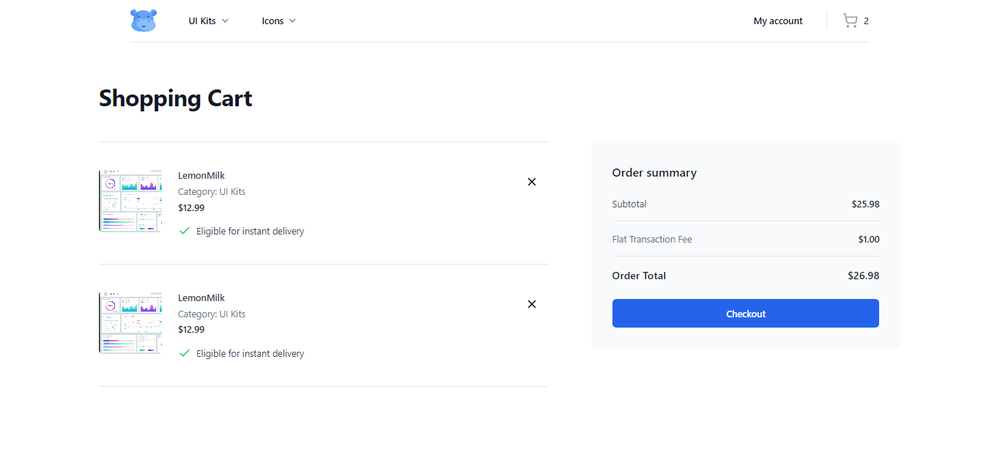 UI Kits
Icons
My account
2
Shopping Cart
LemonMilk
Category: UI Kits
$12.99
Eligible for instant delivery
LemonMilk
Category: UI Kits
$12.99
Eligible for instant delivery
Order summary
Subtotal $25.98
Flat Transaction Fee $1.00
Order Total $26.98
Checkout